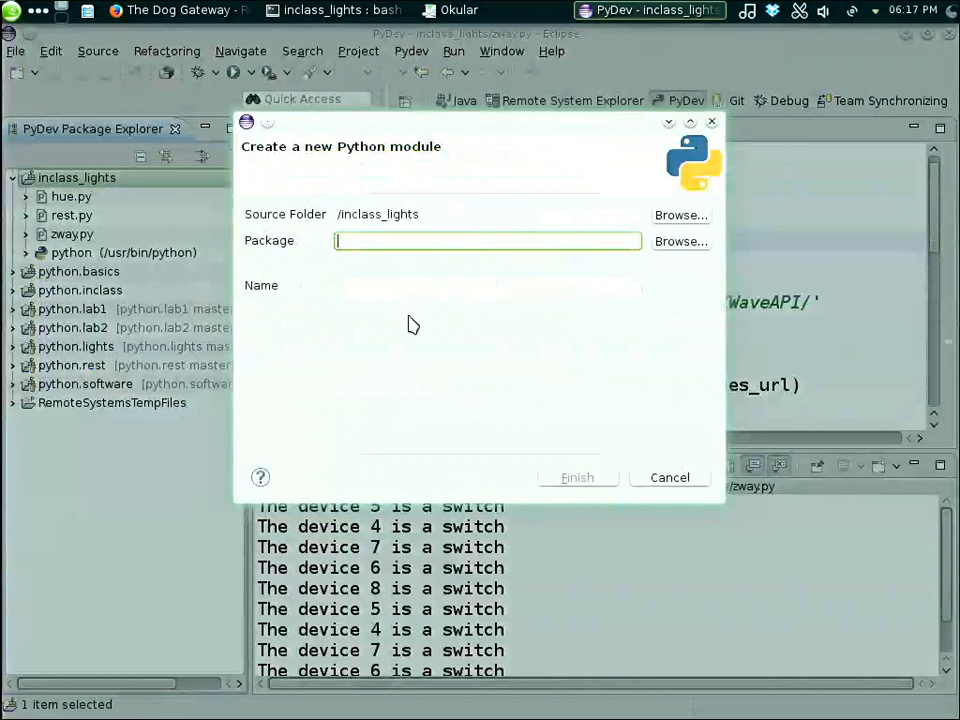 The Dog Gateway - R
inclass_lights : bash
Okular
PyDev - inclass_lights
06:17 PM
PyDev - inclass_lights/zway.py - Eclipse
File Edit Source Refactoring Navigate Search Project Pydev Run Window Help
Quick Access
Java Remote System Explorer PyDev Git Debug Team Synchronizing
PyDev Package Explorer
inclass_lights
hue.py
rest.py
zway.py
python (/usr/bin/python)
python.basics
python.inclass
python.lab1 [python.lab1 master
python.lab2 [python.lab2 master
python.lights [python.lights mas
python.rest [python.rest master
python.software [python.softwar
RemoteSystemsTempFiles
Create a new Python module
Source Folder /inclass_lights Browse...
Package Browse...
Name
? Finish Cancel
WaveAPI/'
es_url)
/zway.py
The device 5 is a switch
The device 4 is a switch
The device 7 is a switch
The device 6 is a switch
The device 8 is a switch
The device 5 is a switch
The device 4 is a switch
The device 7 is a switch
The device 6 is a switch
1 item selected